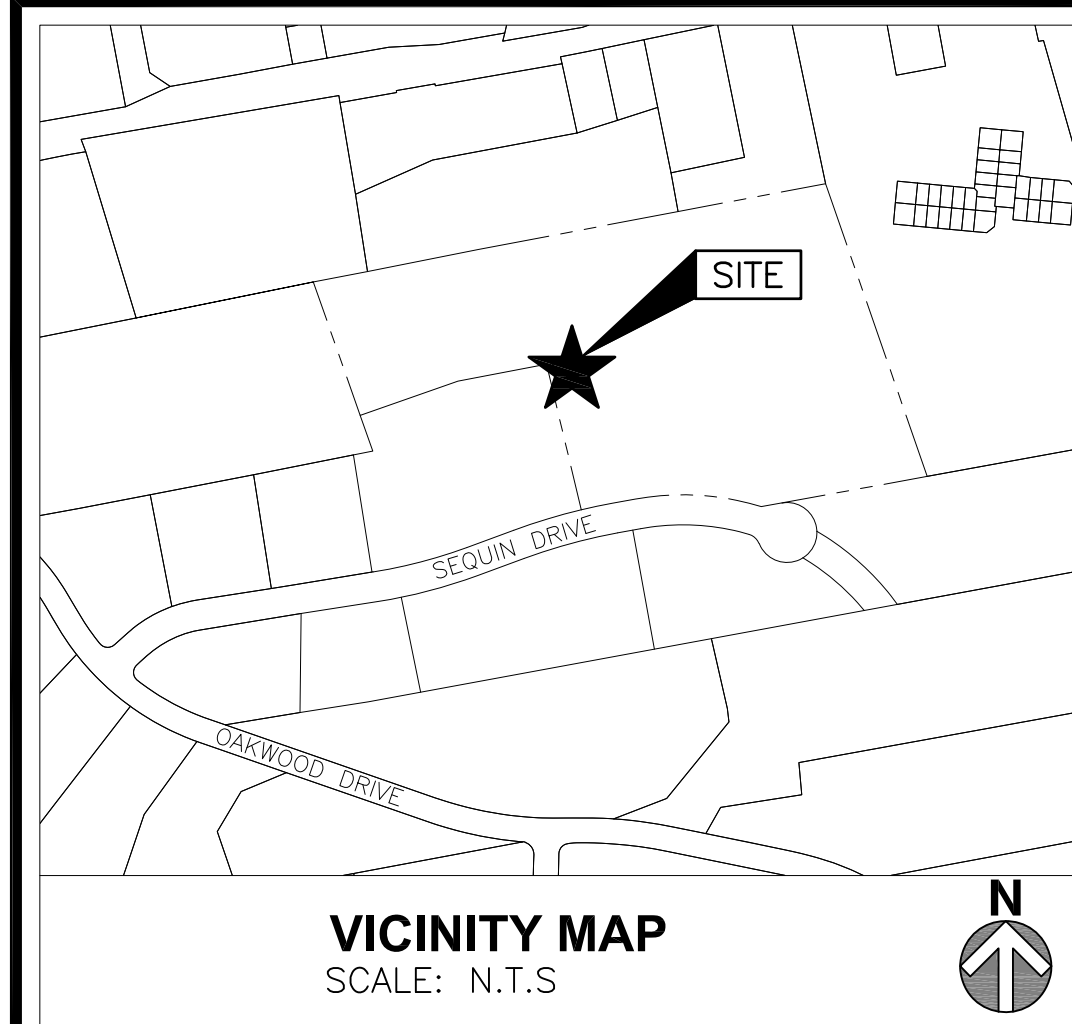 SITE
SEQUIN DRIVE
OAKWOOD DRIVE
N
VICINITY MAP
SCALE: N.T.S